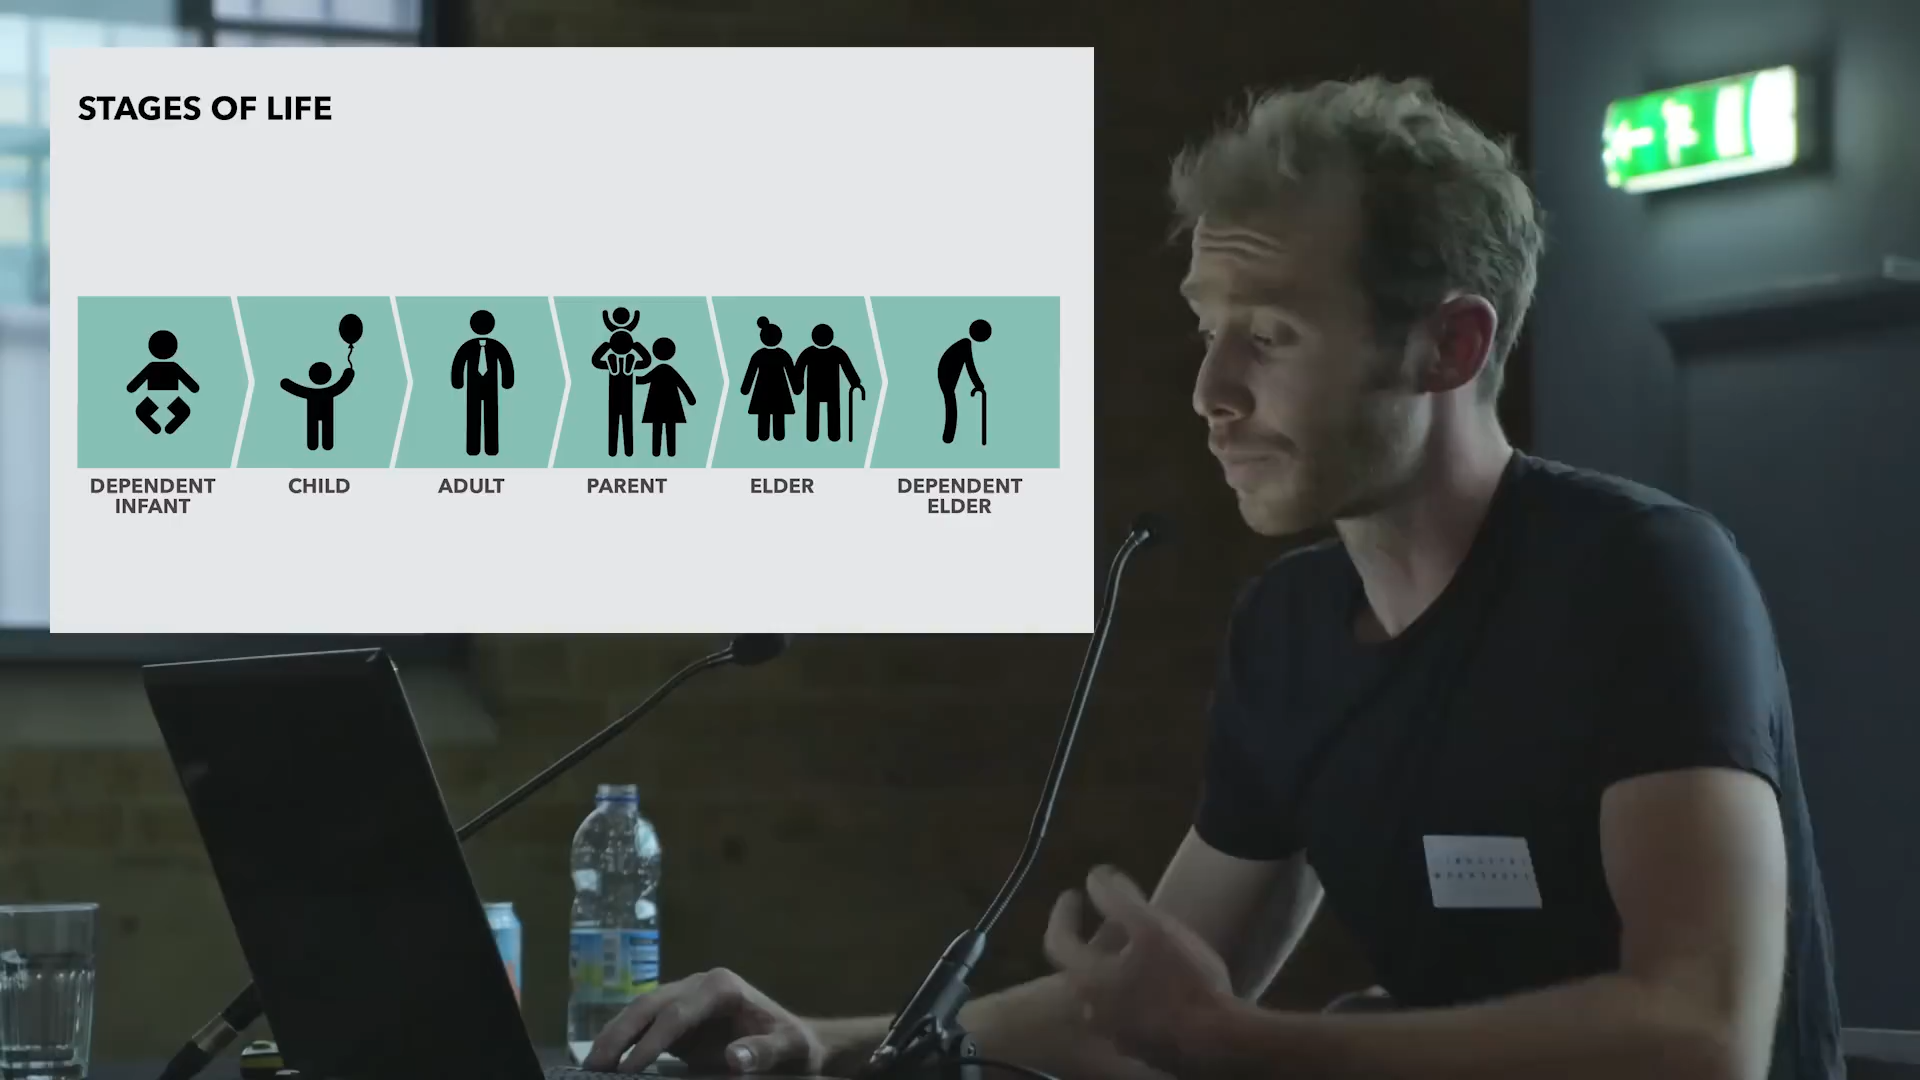 STAGES OF LIFE
DEPENDENT
INFANT
CHILD
ADULT
PARENT
ELDER
DEPENDENT
ELDER